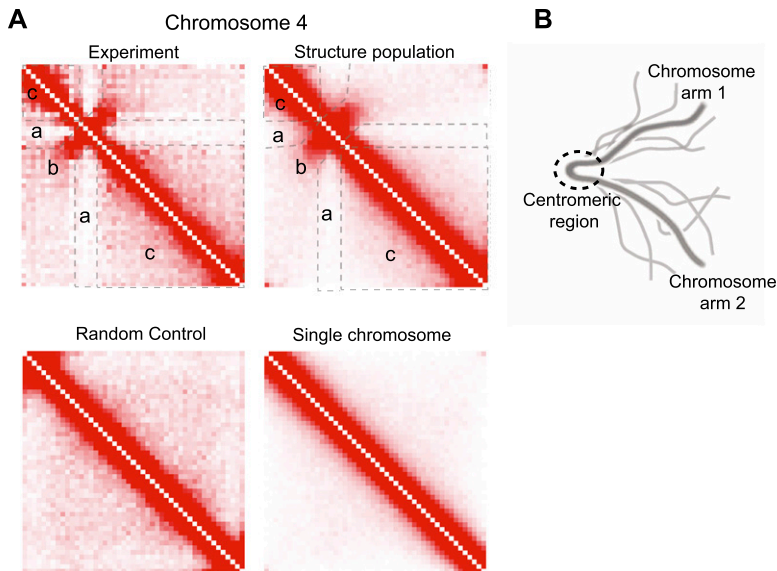 A
Chromosome 4
Experiment
Structure population
c
a
b
a
c
c
a
b
a
c
Random Control
Single chromosome
B
Chromosome
arm 1
Centromeric
region
Chromosome
arm 2